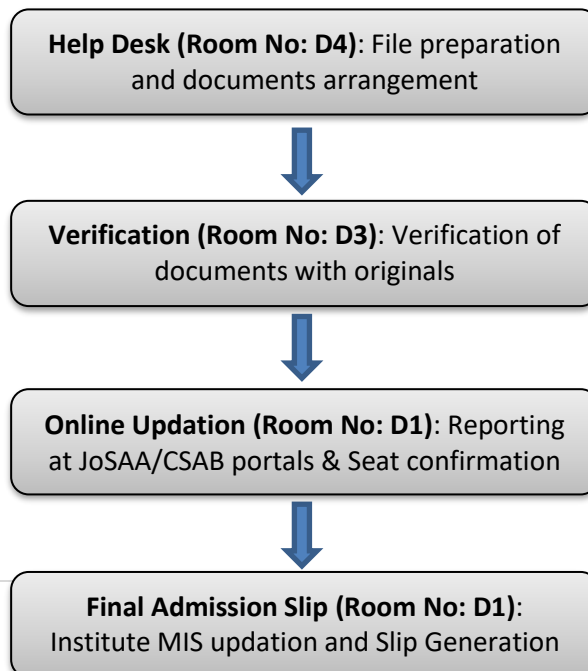 Help Desk (Room No: D4): File preparation
and documents arrangement
Verification (Room No: D3): Verification of
documents with originals
Online Updation (Room No: D1): Reporting
at JoSAA/CSAB portals & Seat confirmation
Final Admission Slip (Room No: D1):
Institute MIS updation and Slip Generation